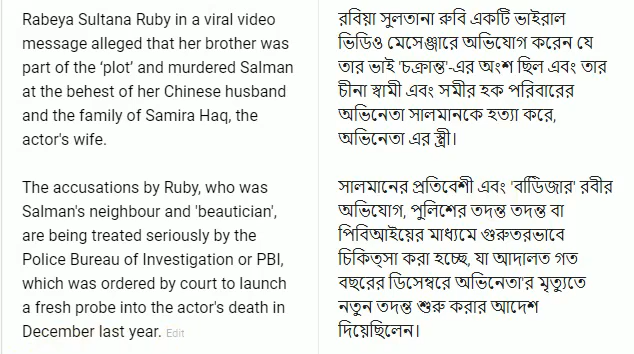 Rabeya Sultana Ruby in a viral video
message alleged that her brother was
part of the ‘plot’ and murdered Salman
at the behest of her Chinese husband
and the family of Samira Haq, the
actor's wife.
The accusations by Ruby, who was
Salman's neighbour and 'beautician',
are being treated seriously by the
Police Bureau of Investigation or PBI,
which was ordered by court to launch
a fresh probe into the actor's death in
December last year. Edit
রবিয়া সুলতানা রুবি একটি ভাইরাল
ভিডিও মেসেঞ্জারে অভিযোগ করেন যে
তার ভাই 'চক্রান্ত'-এর অংশ ছিল এবং তার
চীনা স্বামী এবং সমীর হক পরিবারের
অভিনেতা সালমানকে হত্যা করে,
অভিনেতা এর স্ত্রী।
সালমানের প্রতিবেশী এবং রবীর
অভিযোগ, পুলিশের তদন্ত তদন্ত বা
পিবিআইয়ের মাধ্যমে গুরুতরভাবে
চিকিত্সা করা হচ্ছে, যা আদালত গত
বছরের ডিসেম্বরে অভিনেতা'র মৃত্যুতে
নতুন তদন্ত শুরু করার আদেশ
দিয়েছিলেন।